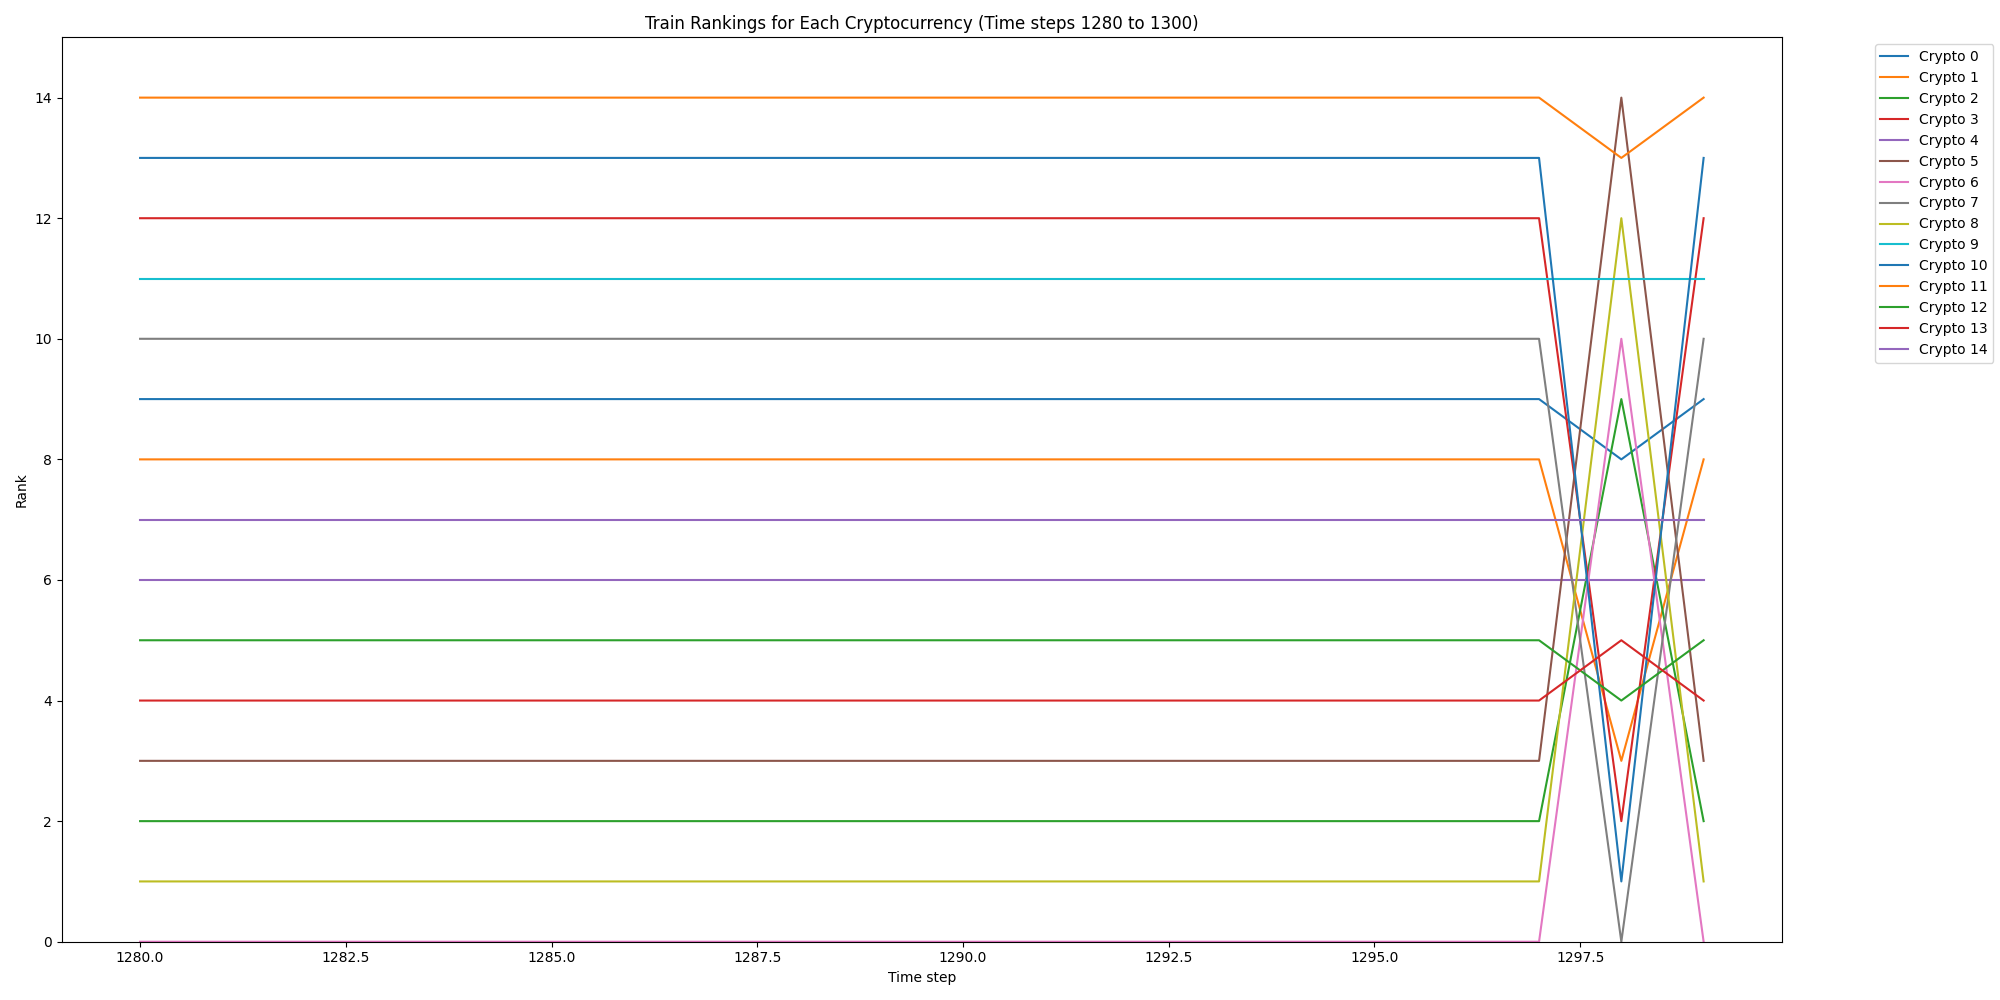 Train Rankings for Each Cryptocurrency (Time steps 1280 to 1300)
Rank
14
12
10
8
6
4
2
0
1280.0
1282.5
1285.0
1287.5
1290.0
1292.5
1295.0
1297.5
Time step
Crypto 0
Crypto 1
Crypto 2
Crypto 3
Crypto 4
Crypto 5
Crypto 6
Crypto 7
Crypto 8
Crypto 9
Crypto 10
Crypto 11
Crypto 12
Crypto 13
Crypto 14